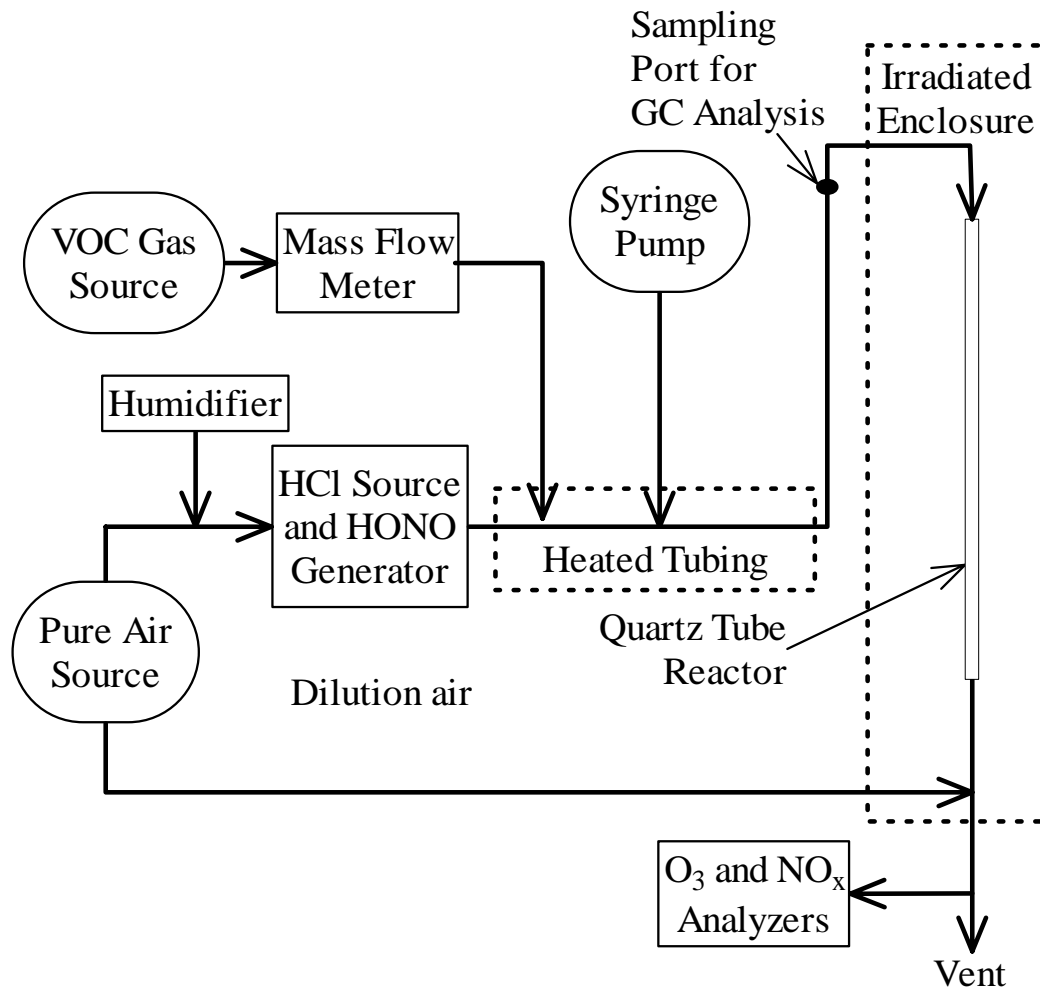 Sampling
Port for
GC Analysis
Irradiated
Enclosure
VOC Gas
Source
Mass Flow
Meter
Syringe
Pump
Humidifier
HCl Source
and HONO
Generator
Heated Tubing
Pure Air
Source
Quartz Tube
Reactor
Dilution air
O₃ and NOₓ
Analyzers
Vent